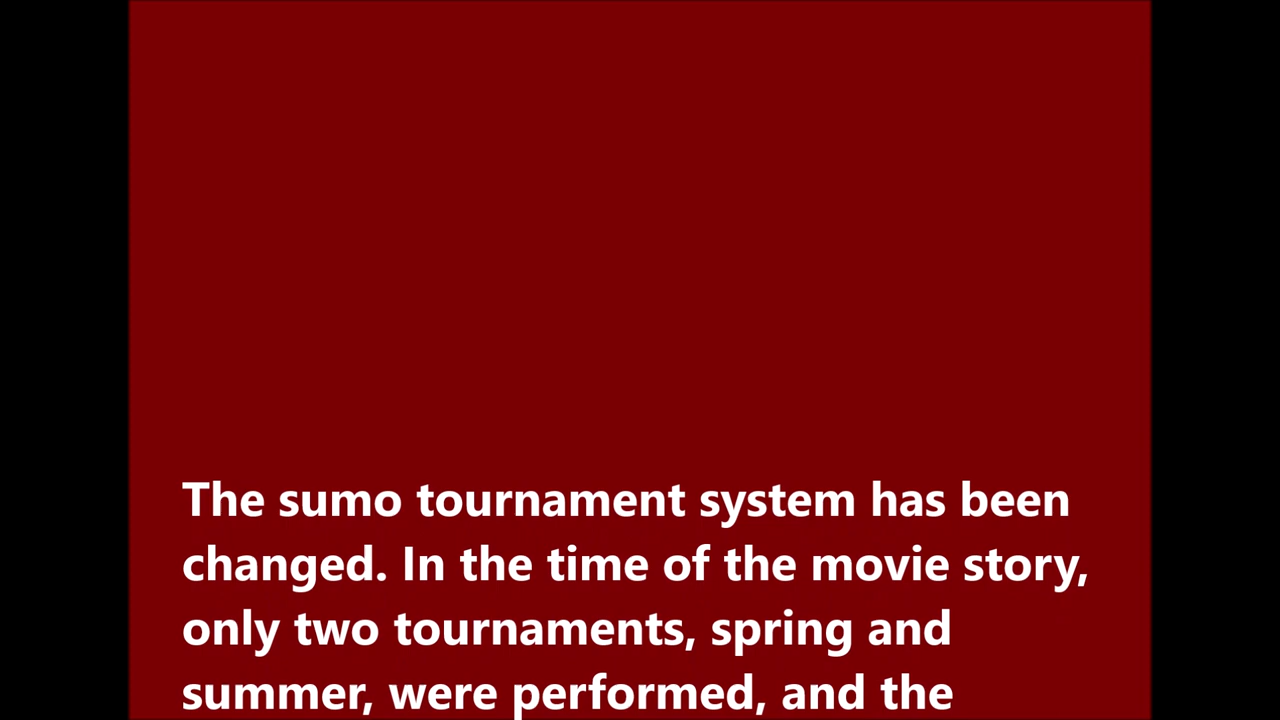 The sumo tournament system has been
changed. In the time of the movie story,
only two tournaments, spring and
summer, were performed, and the